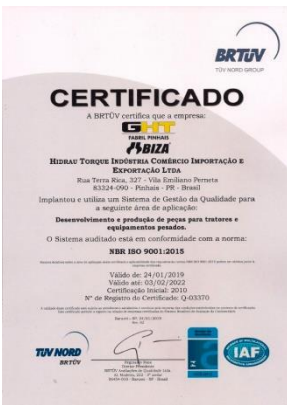 BRTÜV
TÜV NORD GROUP
CERTIFICADO
A BRTÜV certifica que a empresa:
GHT
FABRIL PINHAIS
BIZA
HIDRAU TORQUE INDÚSTRIA COMÉRCIO IMPORTAÇÃO E
EXPORTAÇÃO LTDA
Rua Terra Rica, 327 - Vila Emiliano Perneta
83324-090 - Pinhais - PR - Brasil
Implantou e utiliza um Sistema de Gestão da Qualidade para
a seguinte área de aplicação:
Desenvolvimento e produção de peças para tratores e
equipamentos pesados.
O Sistema auditado está em conformidade com a norma:
NBR ISO 9001:2015
Válido de: 24/01/2019
Válido até: 03/02/2022
Certificação Inicial: 2010
Nº de Registro do Certificado: Q-03370
TUV NORD
BRTÜV
IAF